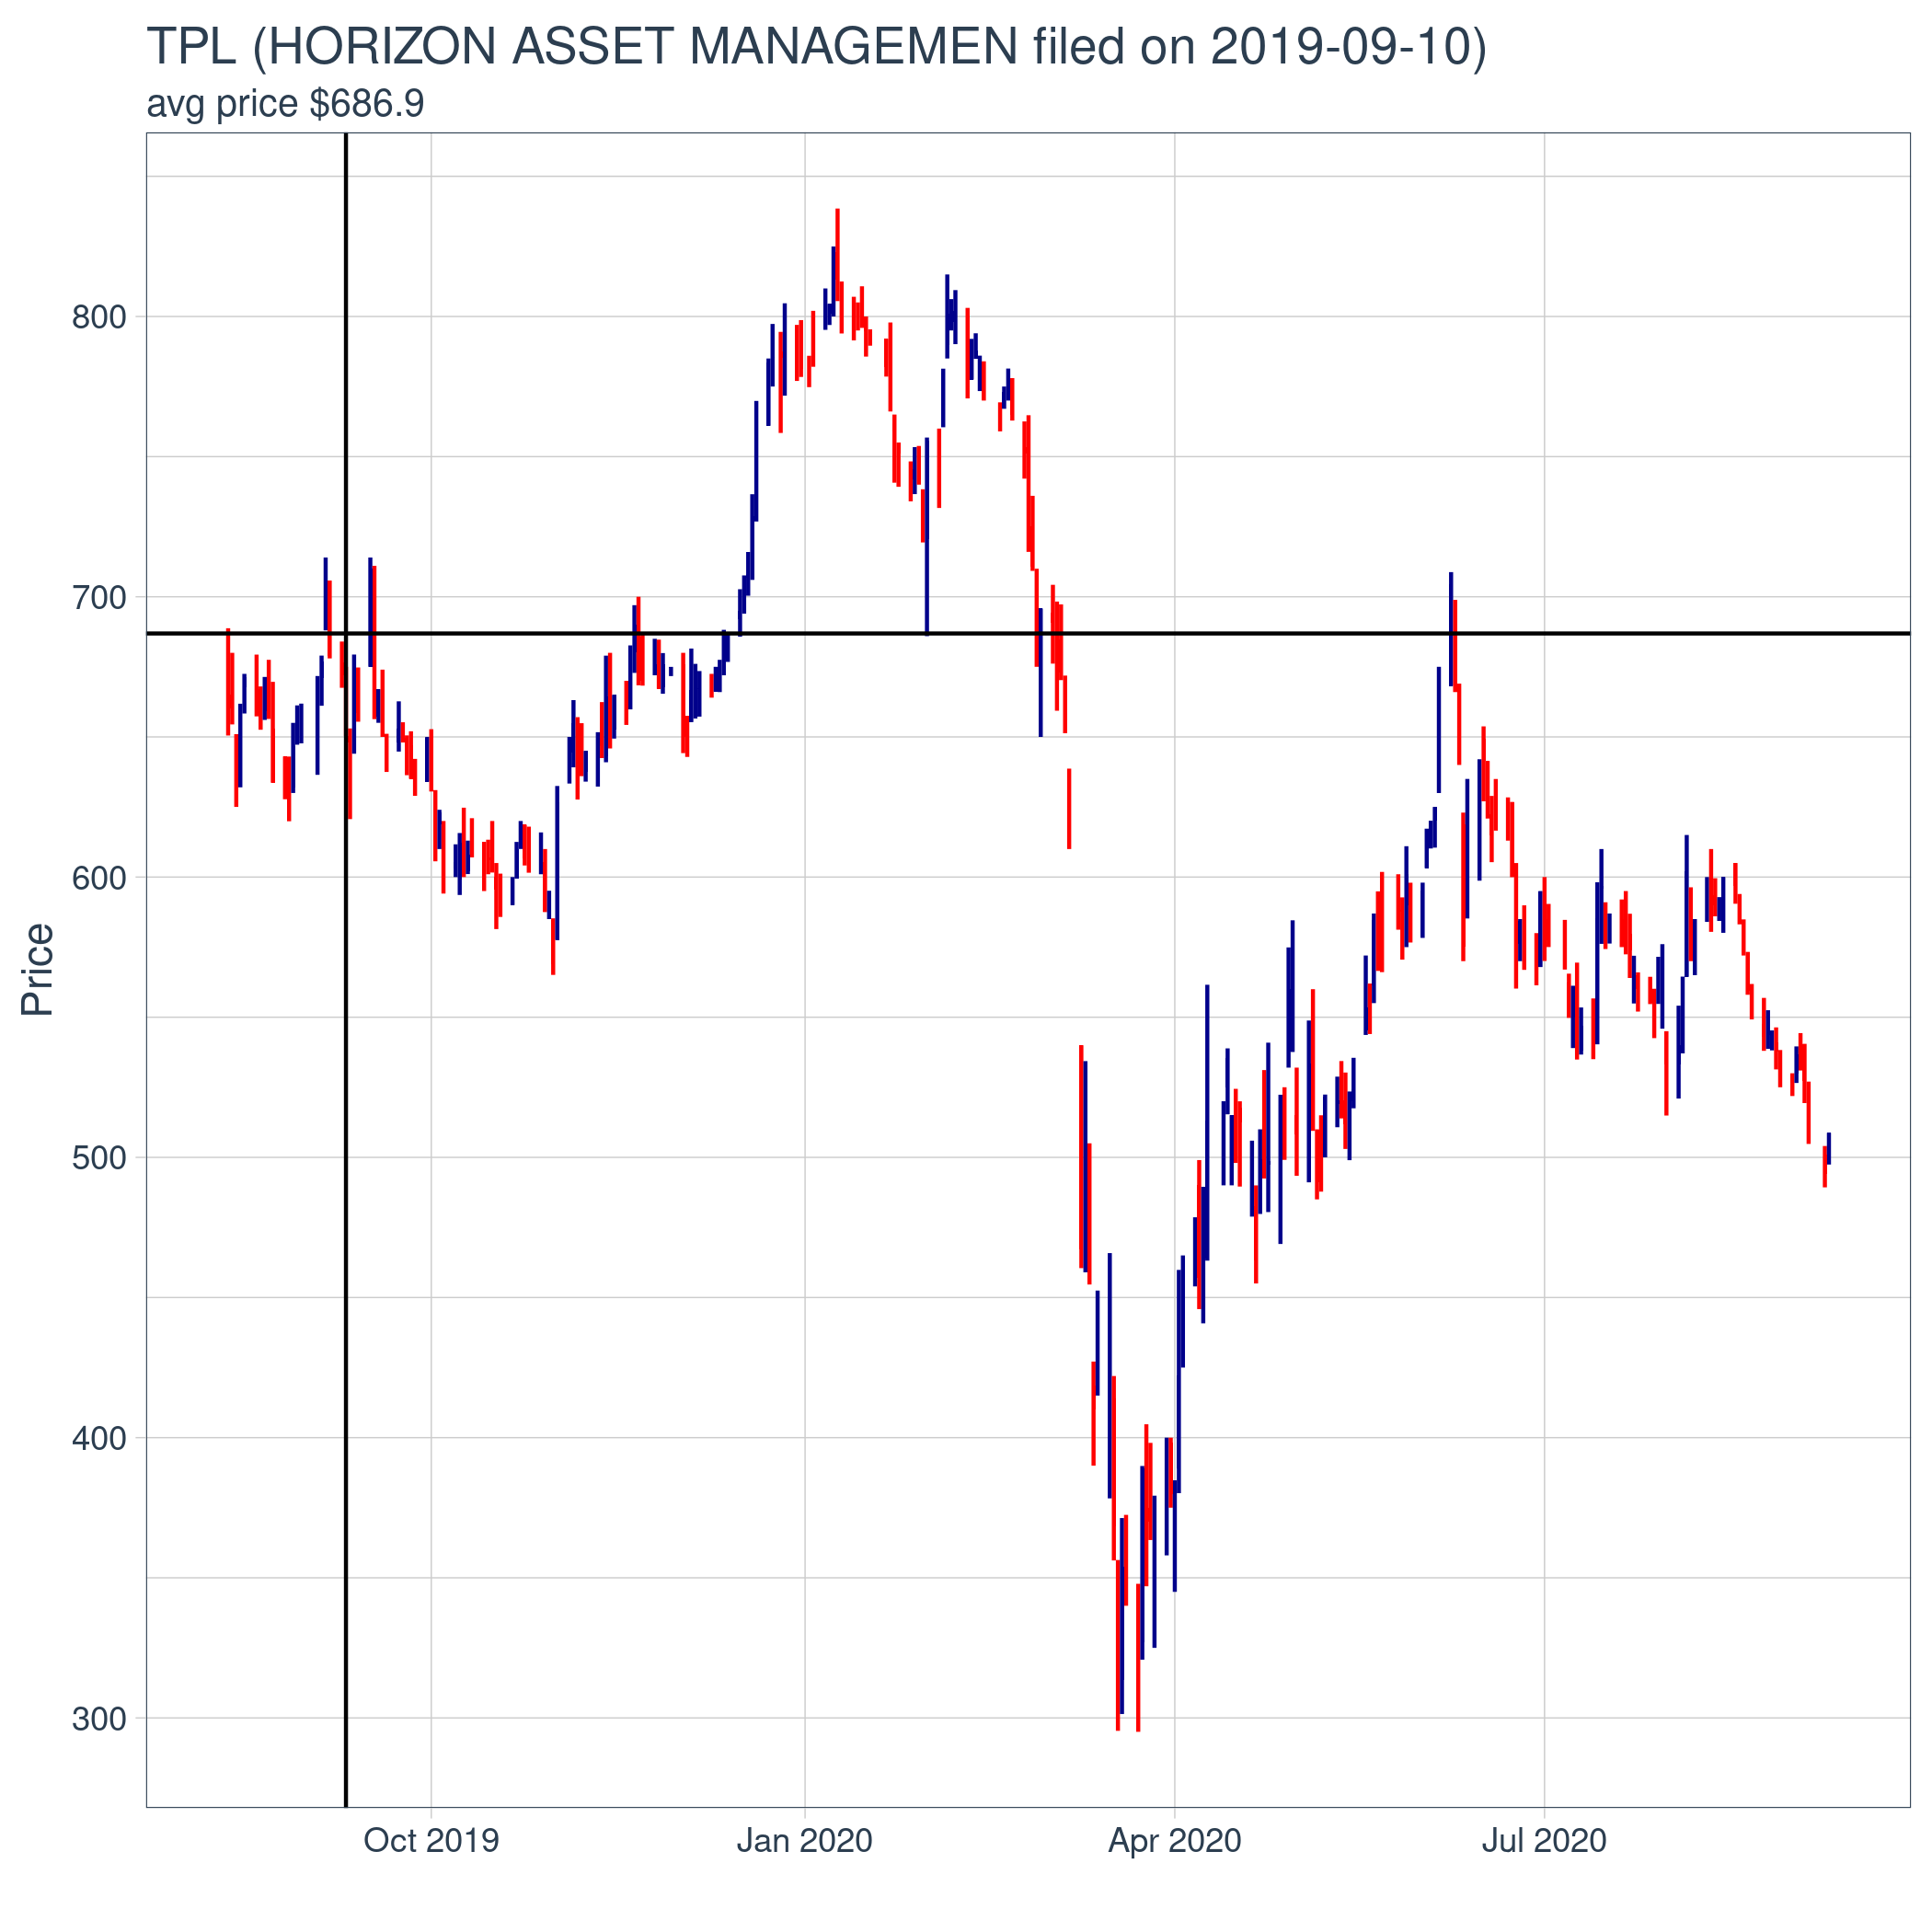 TPL (HORIZON ASSET MANAGEMEN filed on 2019-09-10)
avg price $686.9
800
700
600
500
400
300
Price
Oct 2019
Jan 2020
Apr 2020
Jul 2020